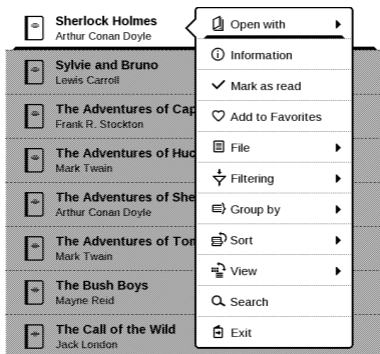 Sherlock Holmes
Arthur Conan Doyle
Sylvie and Bruno
Lewis Carroll
The Adventures of Cap
Frank R. Stockton
The Adventures of Huc
Mark Twain
The Adventures of She
Arthur Conan Doyle
The Adventures of Tom
Mark Twain
The Bush Boys
Mayne Reid
The Call of the Wild
Jack London
Open with
Information
Mark as read
Add to Favorites
File
Filtering
Group by
Sort
View
Search
Exit